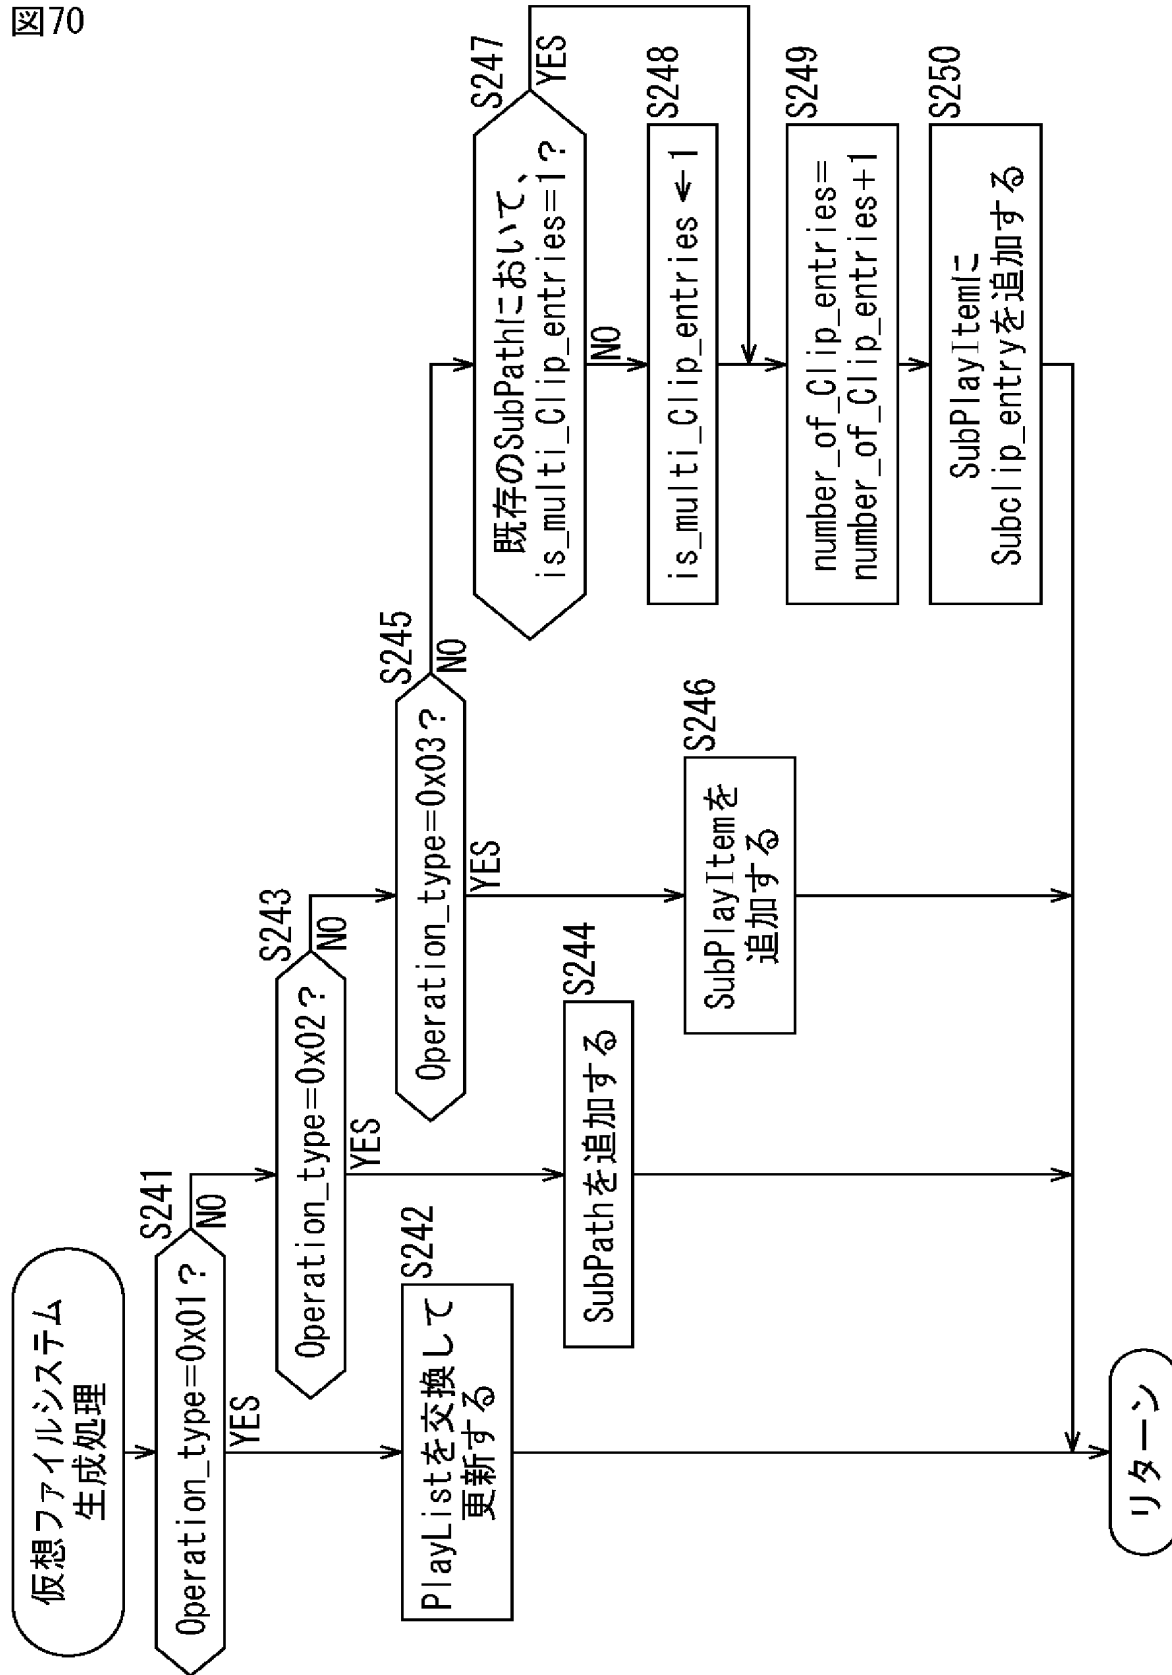 図70
仮想ファイルシステム
生成処理
S241
Operation_type=0x01?
NO
YES
S242
PlayListを交換して
更新する
S243
Operation_type=0x02?
NO
YES
S244
SubPathを追加する
S245
Operation_type=0x03?
NO
YES
S246
SubPlayItemを
追加する
S247
既存のSubPathにおいて、
is_multi_Clip_entries=1?
YES
NO
S248
is_multi_Clip_entries ←1
S249
number_of_Clip_entries=
number_of_Clip_entries+1
S250
SubPlayItemに
Subclip_entryを追加する
リターン